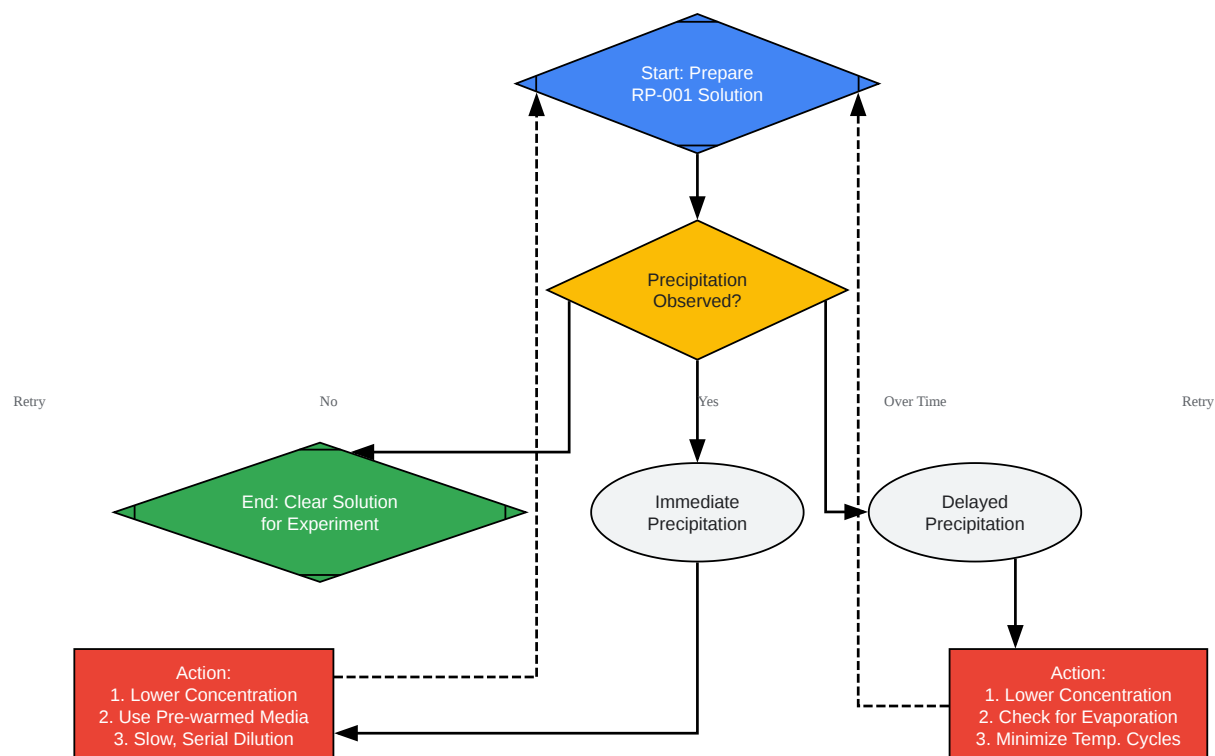 Start: Prepare
RP-001 Solution
Precipitation
Observed?
Retry
No
Yes
Over Time
Retry
End: Clear Solution
for Experiment
Immediate
Precipitation
Delayed
Precipitation
Action:
1. Lower Concentration
2. Use Pre-warmed Media
3. Slow, Serial Dilution
Action:
1. Lower Concentration
2. Check for Evaporation
3. Minimize Temp. Cycles